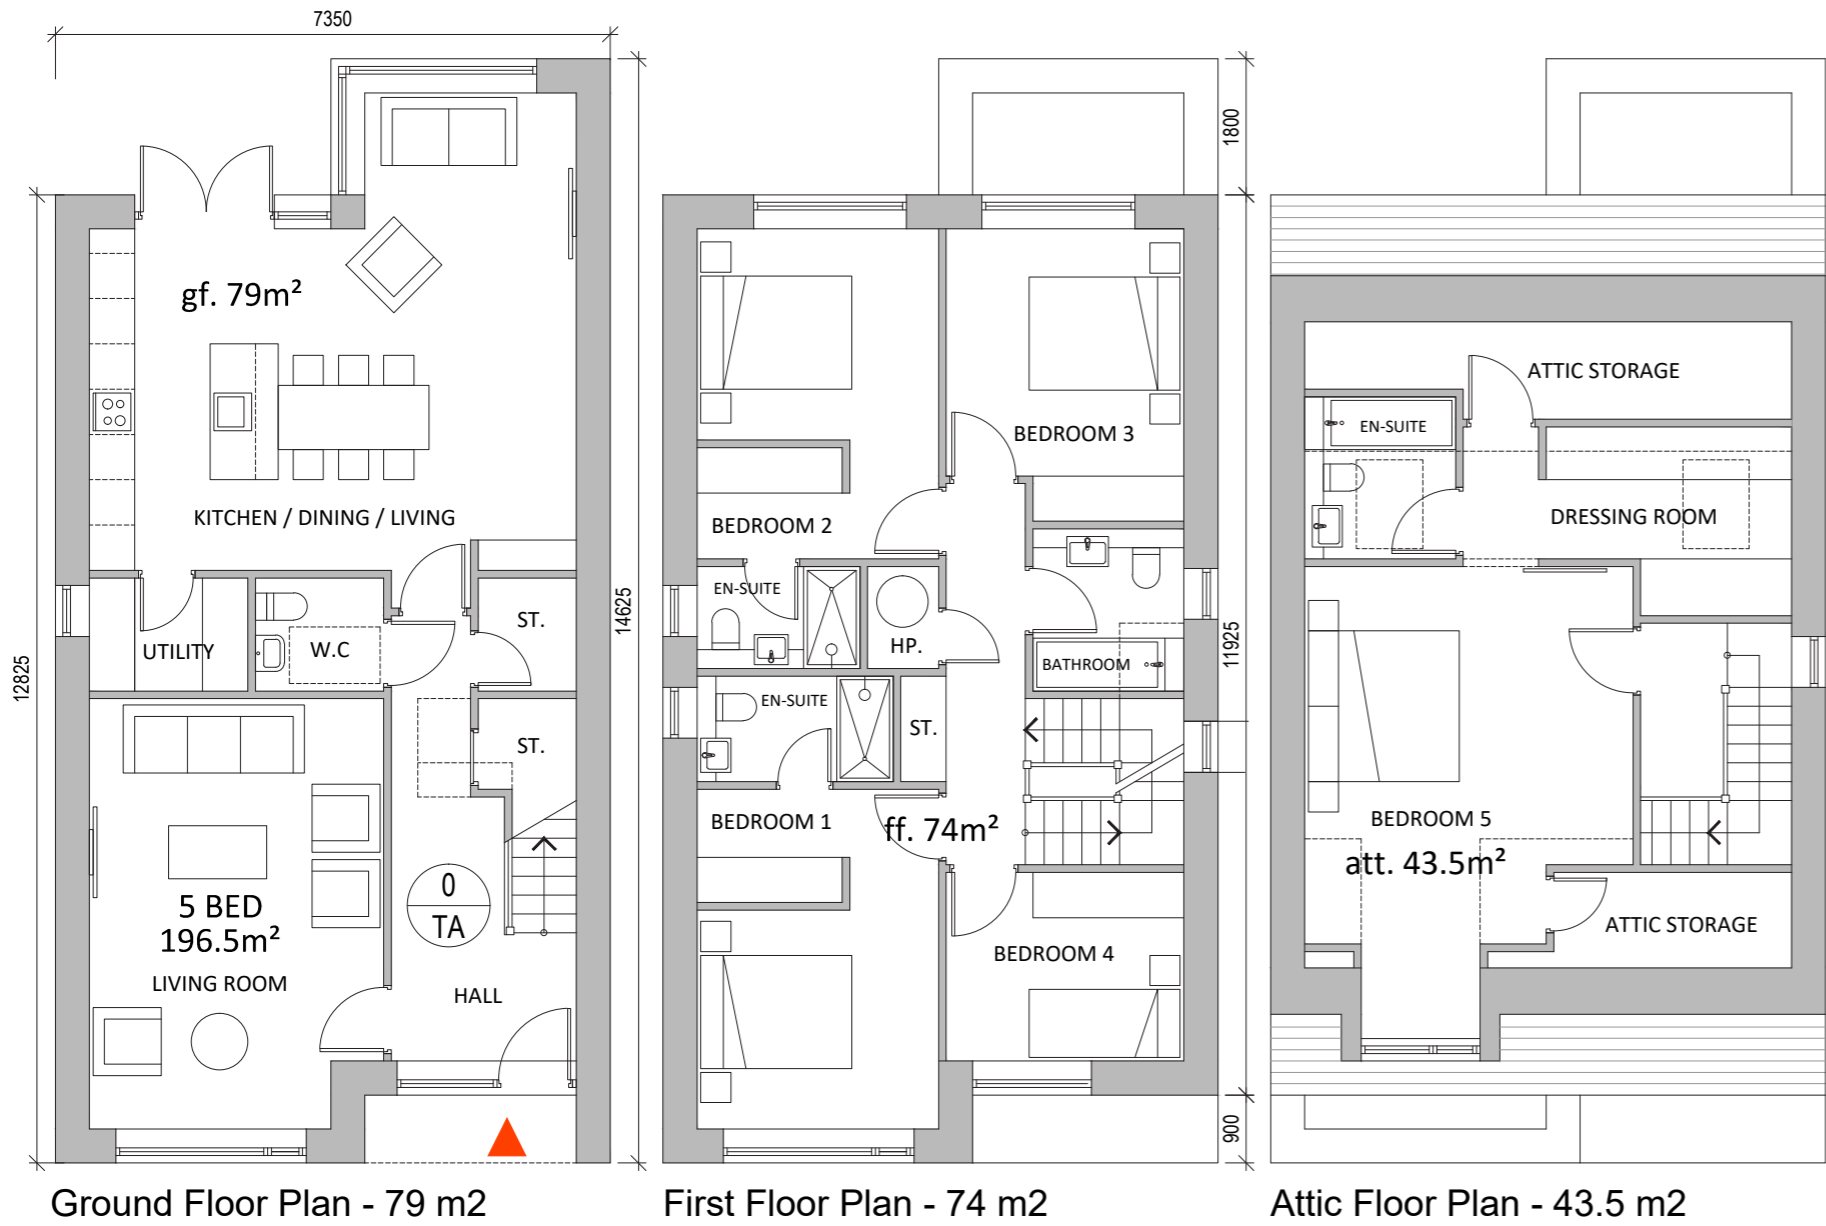 7350
12825
14625
gf. 79m²
KITCHEN / DINING / LIVING
UTILITY
W.C
ST.
ST.
5 BED
196.5m²
LIVING ROOM
0
TA
HALL
Ground Floor Plan - 79 m2
1800
11925
900
BEDROOM 3
BEDROOM 2
EN-SUITE
HP.
BATHROOM
EN-SUITE
ST.
BEDROOM 1
ff. 74m²
BEDROOM 4
First Floor Plan - 74 m2
ATTIC STORAGE
EN-SUITE
DRESSING ROOM
BEDROOM 5
att. 43.5m²
ATTIC STORAGE
Attic Floor Plan - 43.5 m2